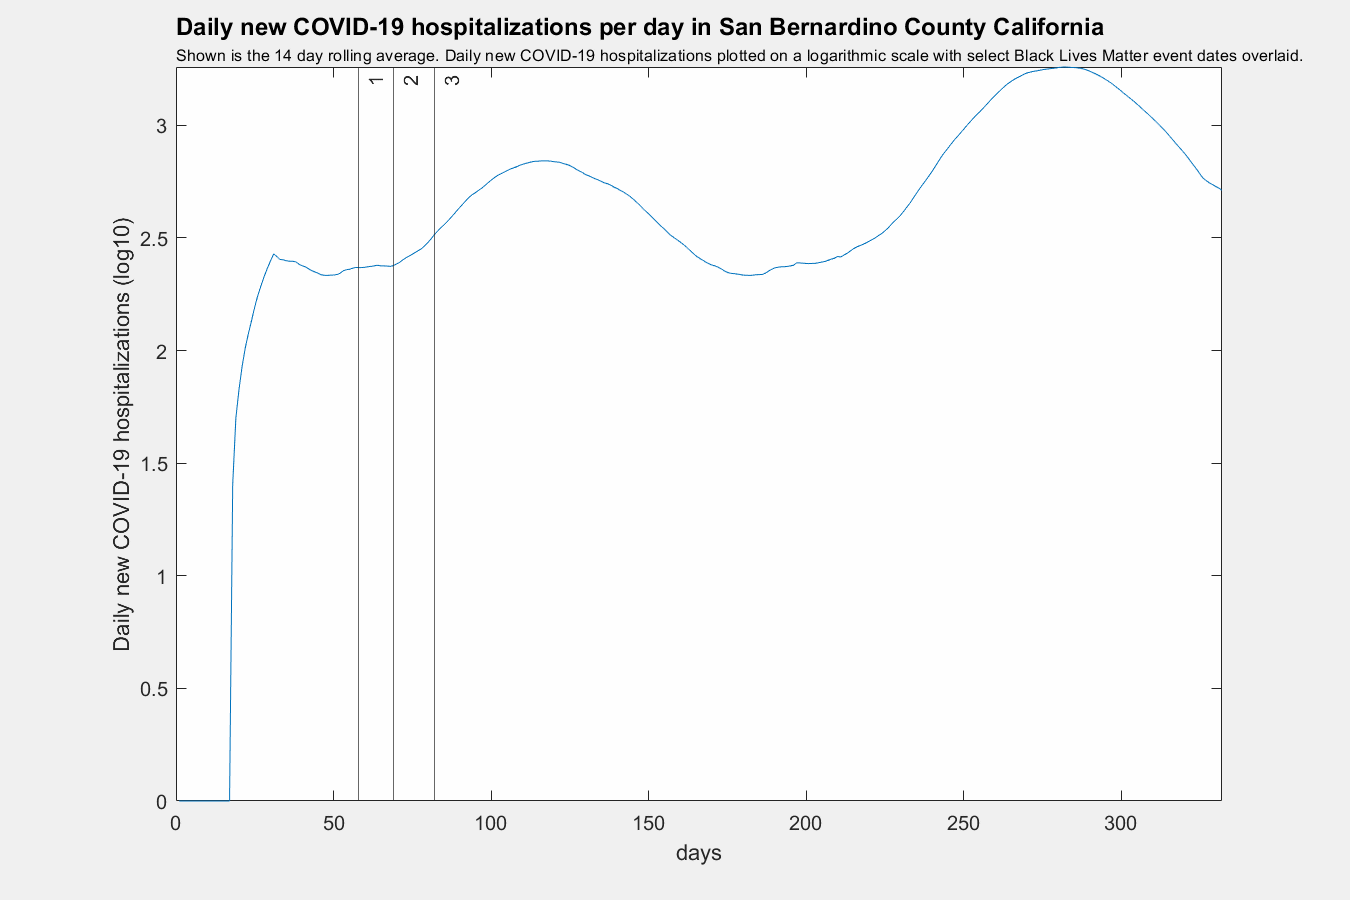 Daily new COVID-19 hospitalizations per day in San Bernardino County California
Shown is the 14 day rolling average. Daily new COVID-19 hospitalizations plotted on a logarithmic scale with select Black Lives Matter event dates overlaid.
1
2
3
3
2.5
2
1.5
1
0.5
0
Daily new COVID-19 hospitalizations (log10)
0 50 100 150 200 250 300
days